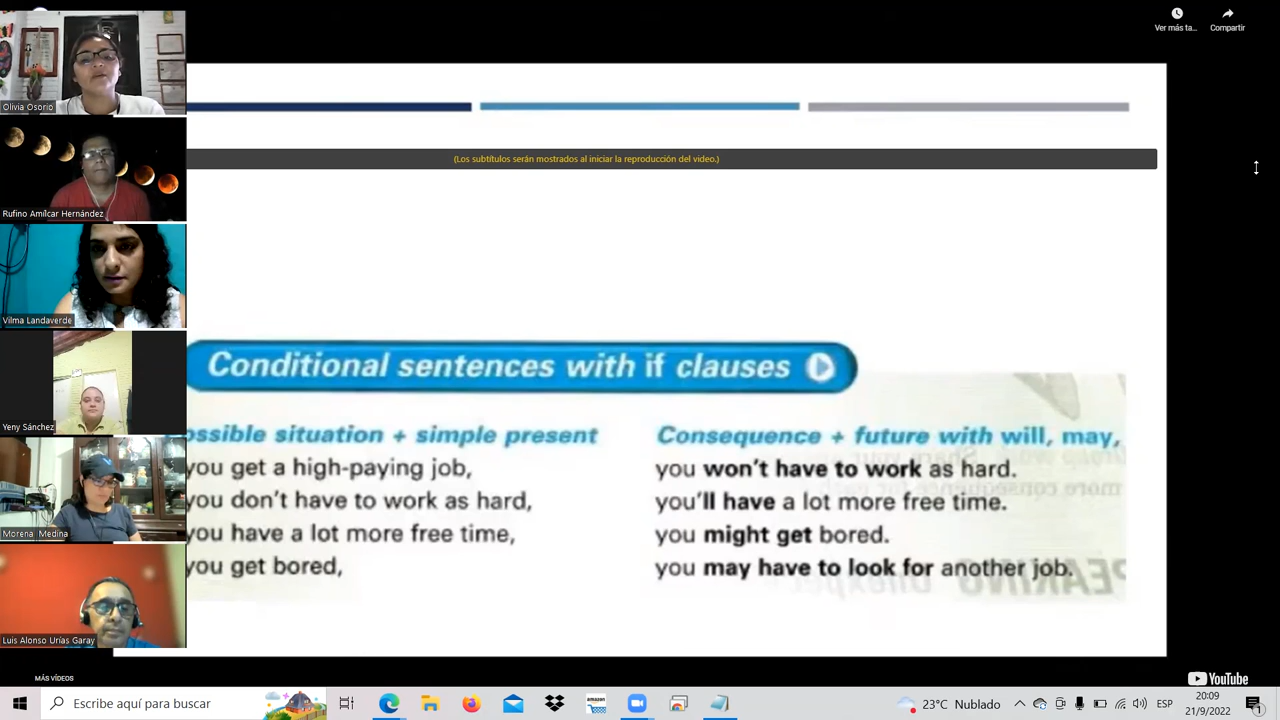 Ver más ta...
Compartir
Olivia Osorio
(Los subtítulos serán mostrados al iniciar la reproducción del video.)
Rufino Amílcar Hernández
Vilma Landaverde
Conditional sentences with if clauses
ossible situation + simple present
Consequence + future with will, may,
you get a high-paying job,
you won't have to work as hard.
you don't have to work as hard,
you'll have a lot more free time.
you have a lot more free time,
you might get bored.
you get bored,
you may have to look for another job.
Yeny Sánchez
Morena Medina
Luis Alonso Urías Garay
MÁS VÍDEOS
YouTube
Escribe aquí para buscar
amazon
23°C Nublado
ESP
20:09
21/9/2022
1